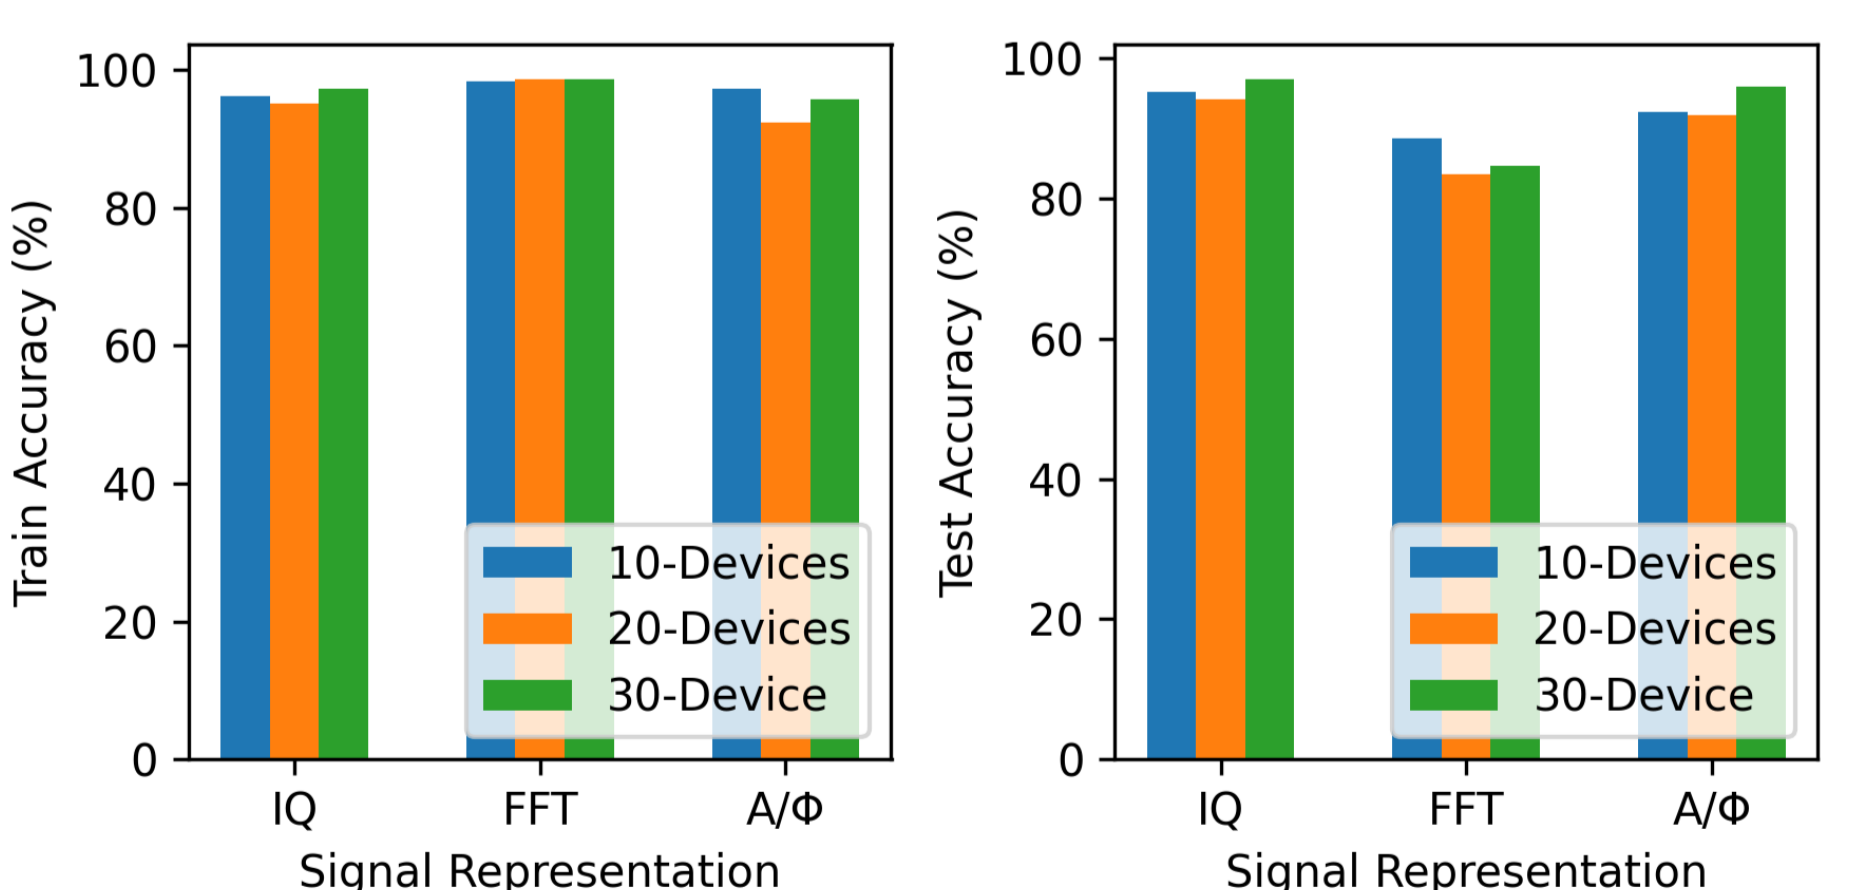 Train Accuracy (%)
100
80
60
40
20
0
IQ
FFT
A/Φ
Signal Representation
10-Devices
20-Devices
30-Device
Test Accuracy (%)
100
80
60
40
20
0
IQ
FFT
A/Φ
Signal Representation
10-Devices
20-Devices
30-Device